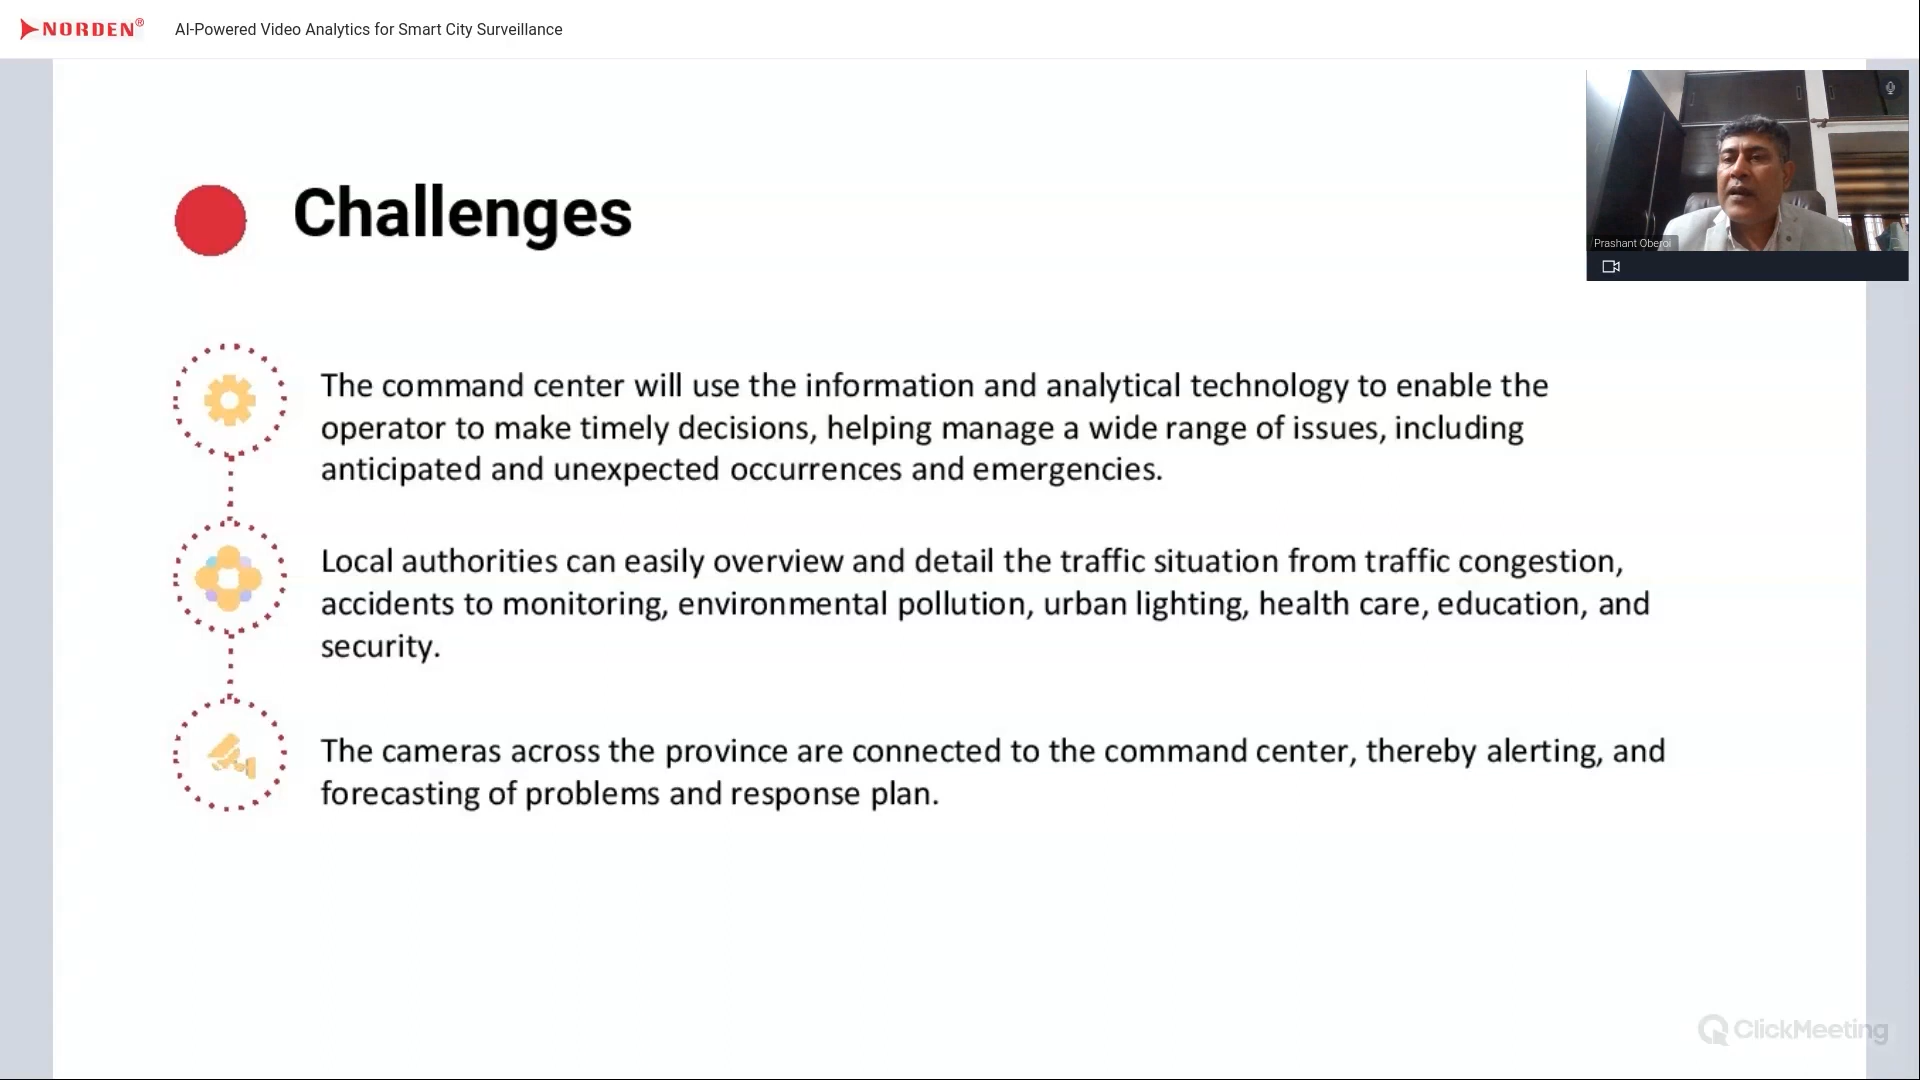 NORDEN®
AI-Powered Video Analytics for Smart City Surveillance
Prashant Oberoi
Challenges
The command center will use the information and analytical technology to enable the
operator to make timely decisions, helping manage a wide range of issues, including
anticipated and unexpected occurrences and emergencies.
Local authorities can easily overview and detail the traffic situation from traffic congestion,
accidents to monitoring, environmental pollution, urban lighting, health care, education, and
security.
The cameras across the province are connected to the command center, thereby alerting, and
forecasting of problems and response plan.
ClickMeeting